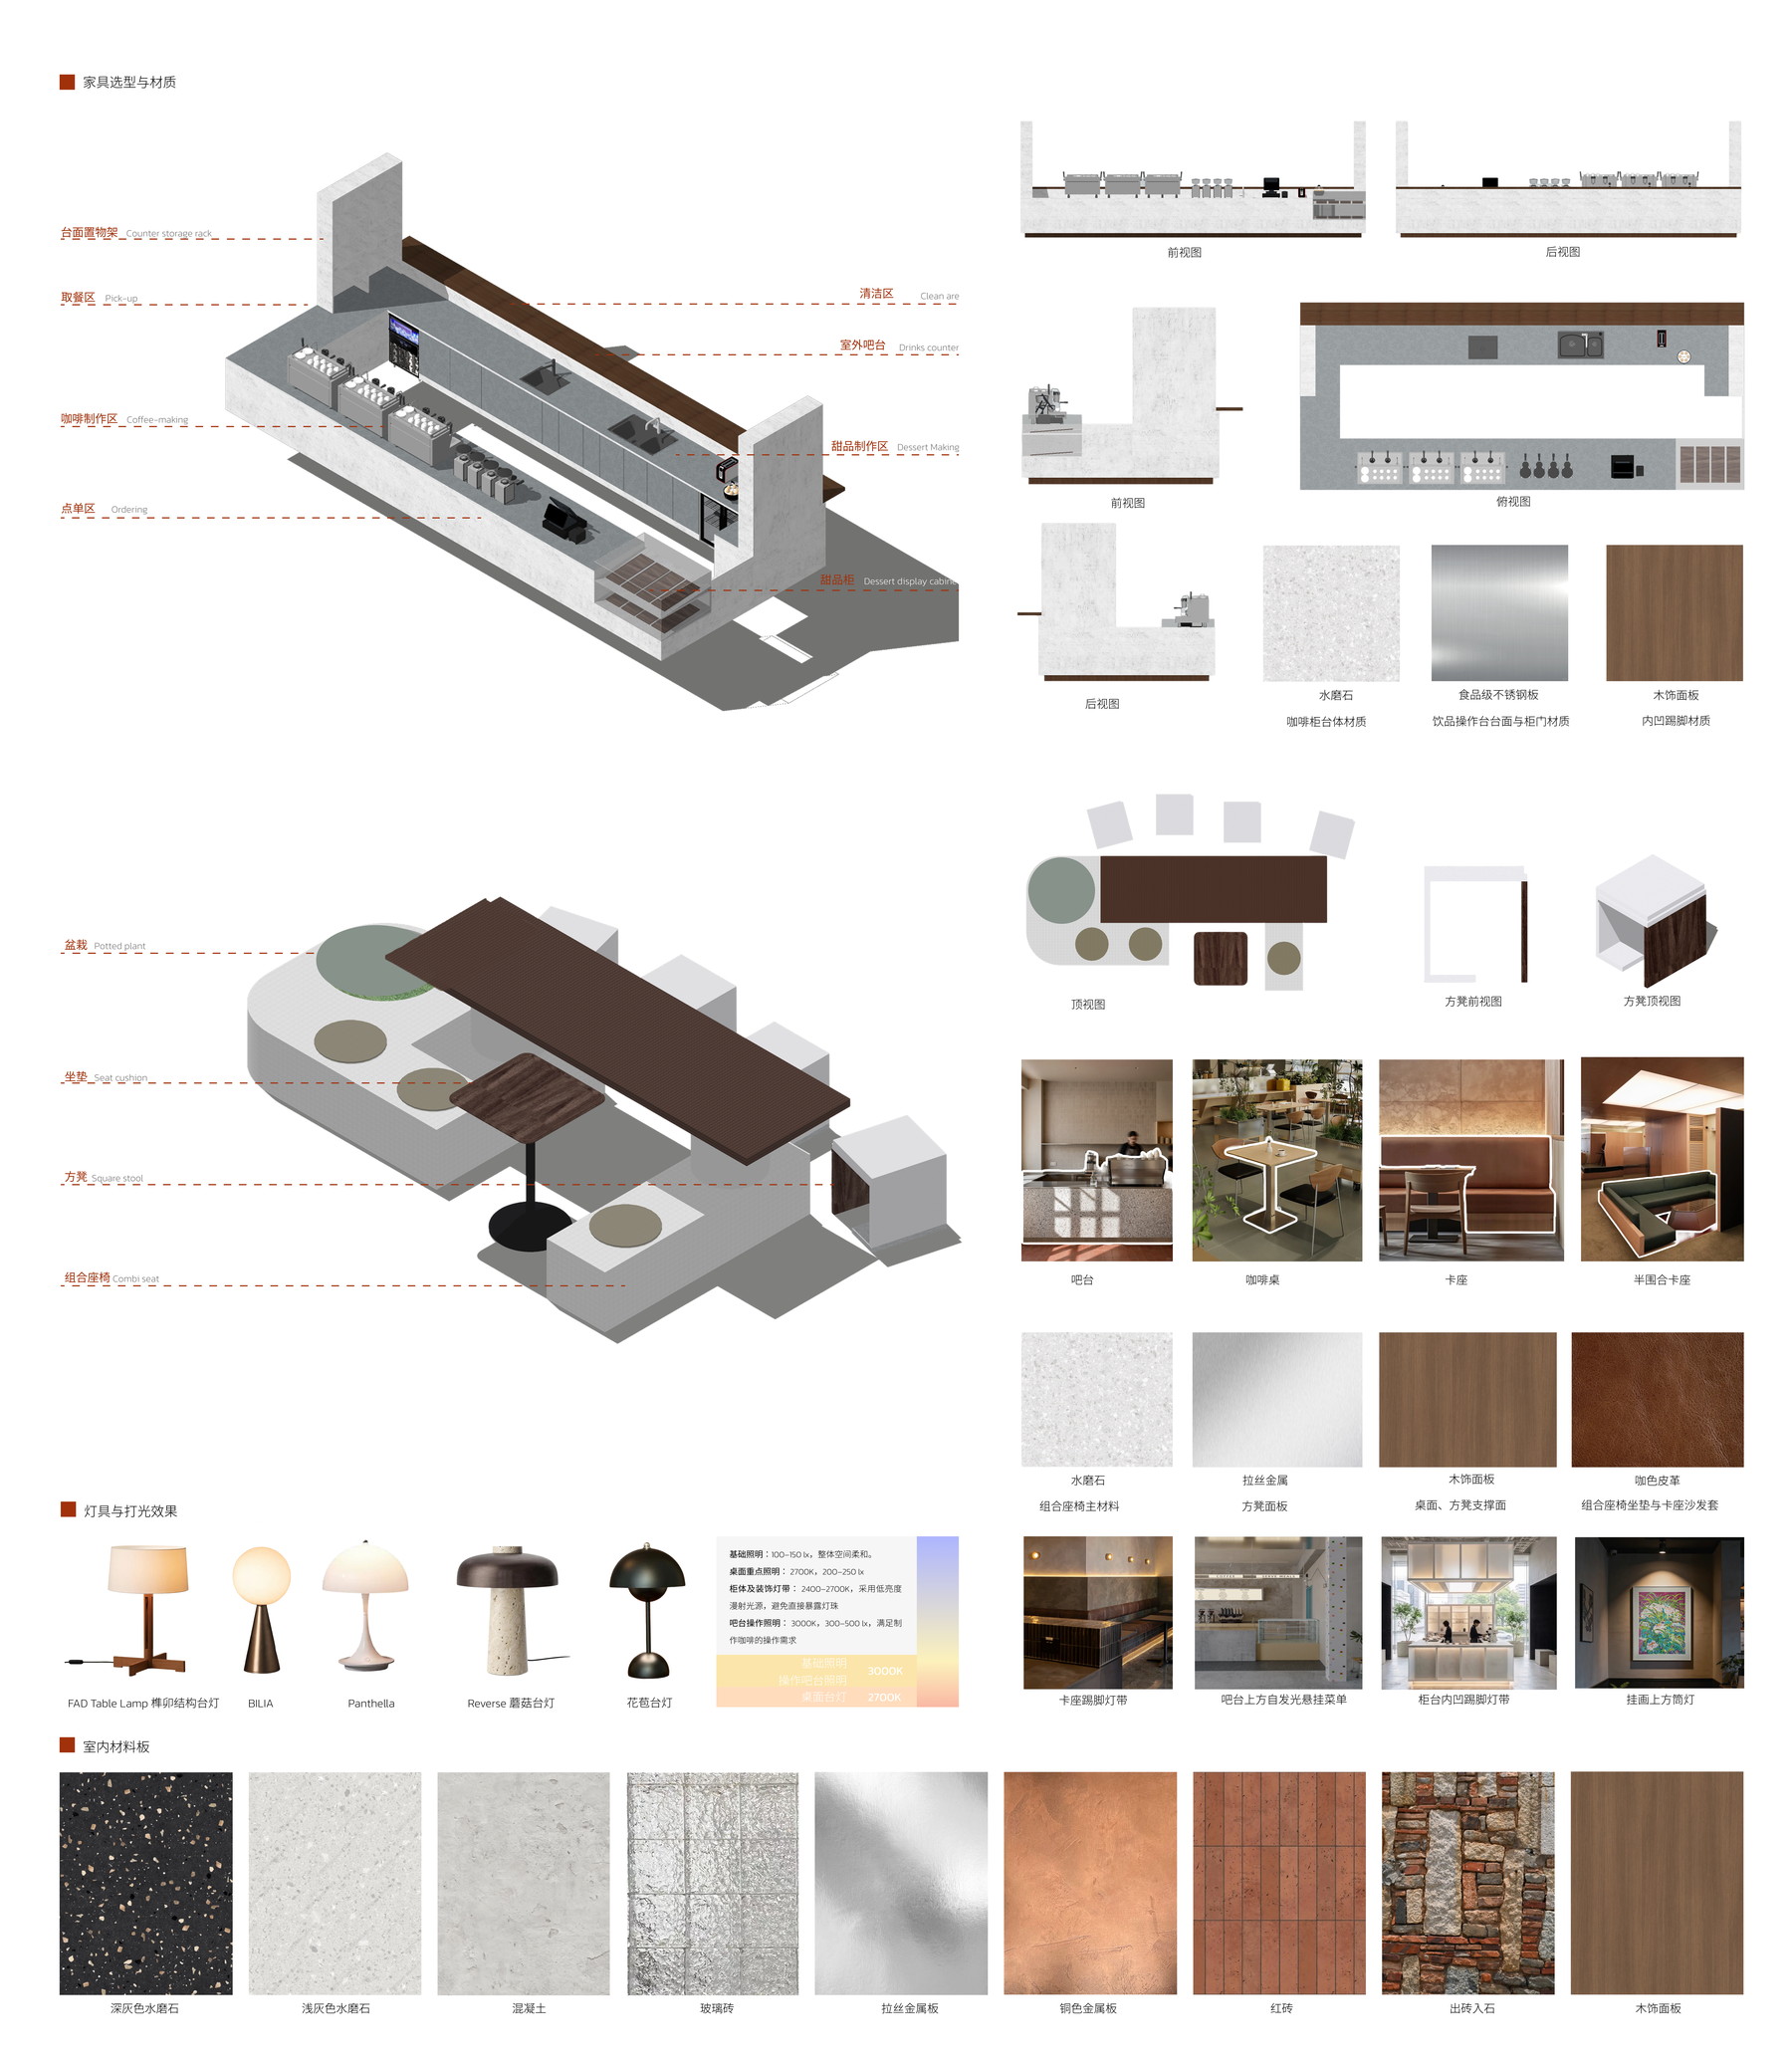 家具选型与材质
台面置物架 Counter storage rack
取餐区 Pick-up
咖啡制作区 Coffee-making
点单区 Ordering
清洁区 Clean are
室外吧台 Drinks counter
甜品制作区 Dessert Making
甜品柜 Dessert display cabine
前视图
后视图
前视图
俯视图
后视图
水磨石
食品级不锈钢板
木饰面板
咖啡柜台体材质
饮品操作台台面与柜门材质
内凹踢脚材质
盆栽 Potted plant
坐垫 Seat cushion
方凳 Square stool
组合座椅 Combi seat
顶视图
方凳前视图
方凳顶视图
吧台
咖啡桌
卡座
半围合卡座
水磨石
拉丝金属
木饰面板
咖色皮革
组合座椅主材料
方凳面板
桌面、方凳支撑面
组合座椅坐垫与卡座沙发套
灯具与打光效果
FAD Table Lamp 榫卯结构台灯
BILIA
Panthella
Reverse 蘑菇台灯
花苞台灯
基础照明：100-150 lx，整体空间柔和。
桌面重点照明： 2700K，200-250 lx
柜体及装饰灯带： 2400-2700K，采用低亮度
漫射光源，避免直接暴露灯珠
吧台操作照明： 3000K，300-500 lx，满足制
作咖啡的操作需求
基础照明
操作吧台照明
3000K
桌面台灯 2700K
卡座踢脚灯带
吧台上方自发光悬挂菜单
柜台内凹踢脚灯带
挂画上方筒灯
室内材料板
深灰色水磨石
浅灰色水磨石
混凝土
玻璃砖
拉丝金属板
铜色金属板
红砖
出砖入石
木饰面板